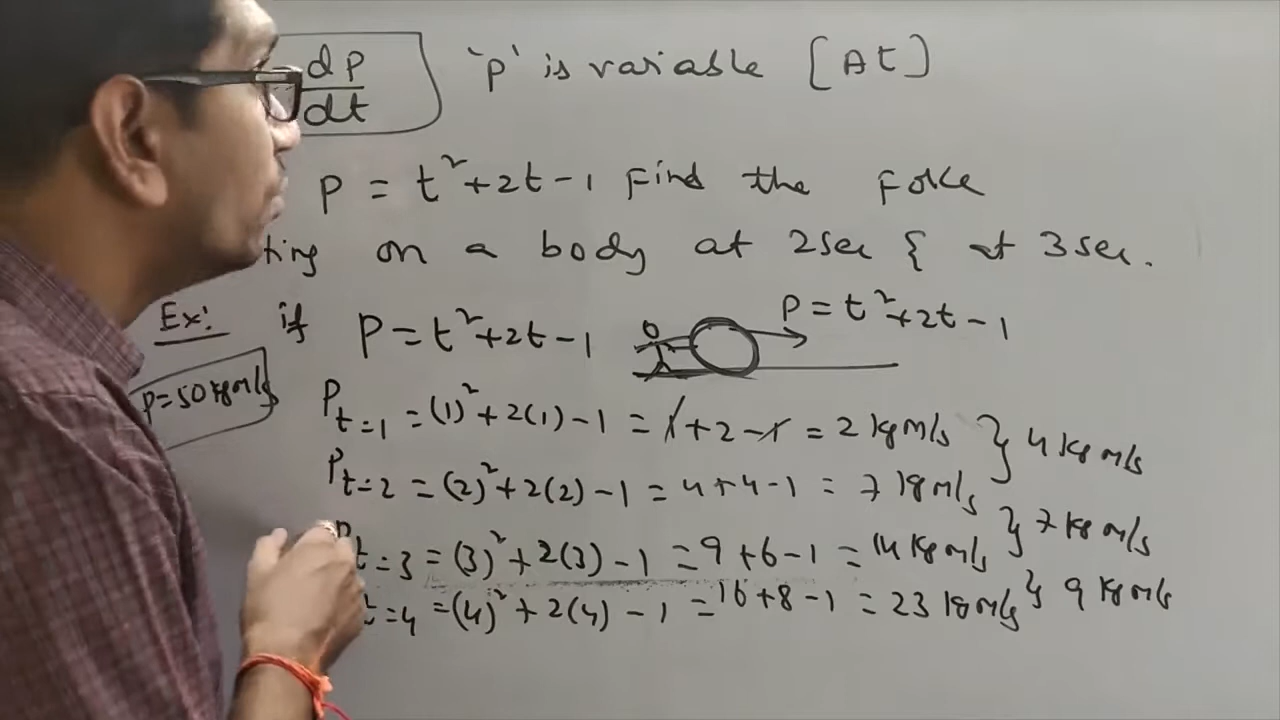 dp/dt 'p' is variable [At]
P = t²+2t-1 Find the Force
ting on a body at 2sec { at 3sec.
Ex: if P = t²+2t-1
P = t²+2t-1
P=50 kgm/s
P t=1 = (1)²+2(1)-1 = 1+2-1 = 2 kgm/s } 4 kgm/s
P t=2 = (2)²+2(2)-1 = 4+4-1 = 7 kgm/s
} 7 kgm/s
P t=3 = (3)²+2(3)-1 = 9+6-1 = 14 kgm/s
t=4 = (4)²+2(4)-1 = 16+8-1 = 23 kgm/s } 9 kgm/s